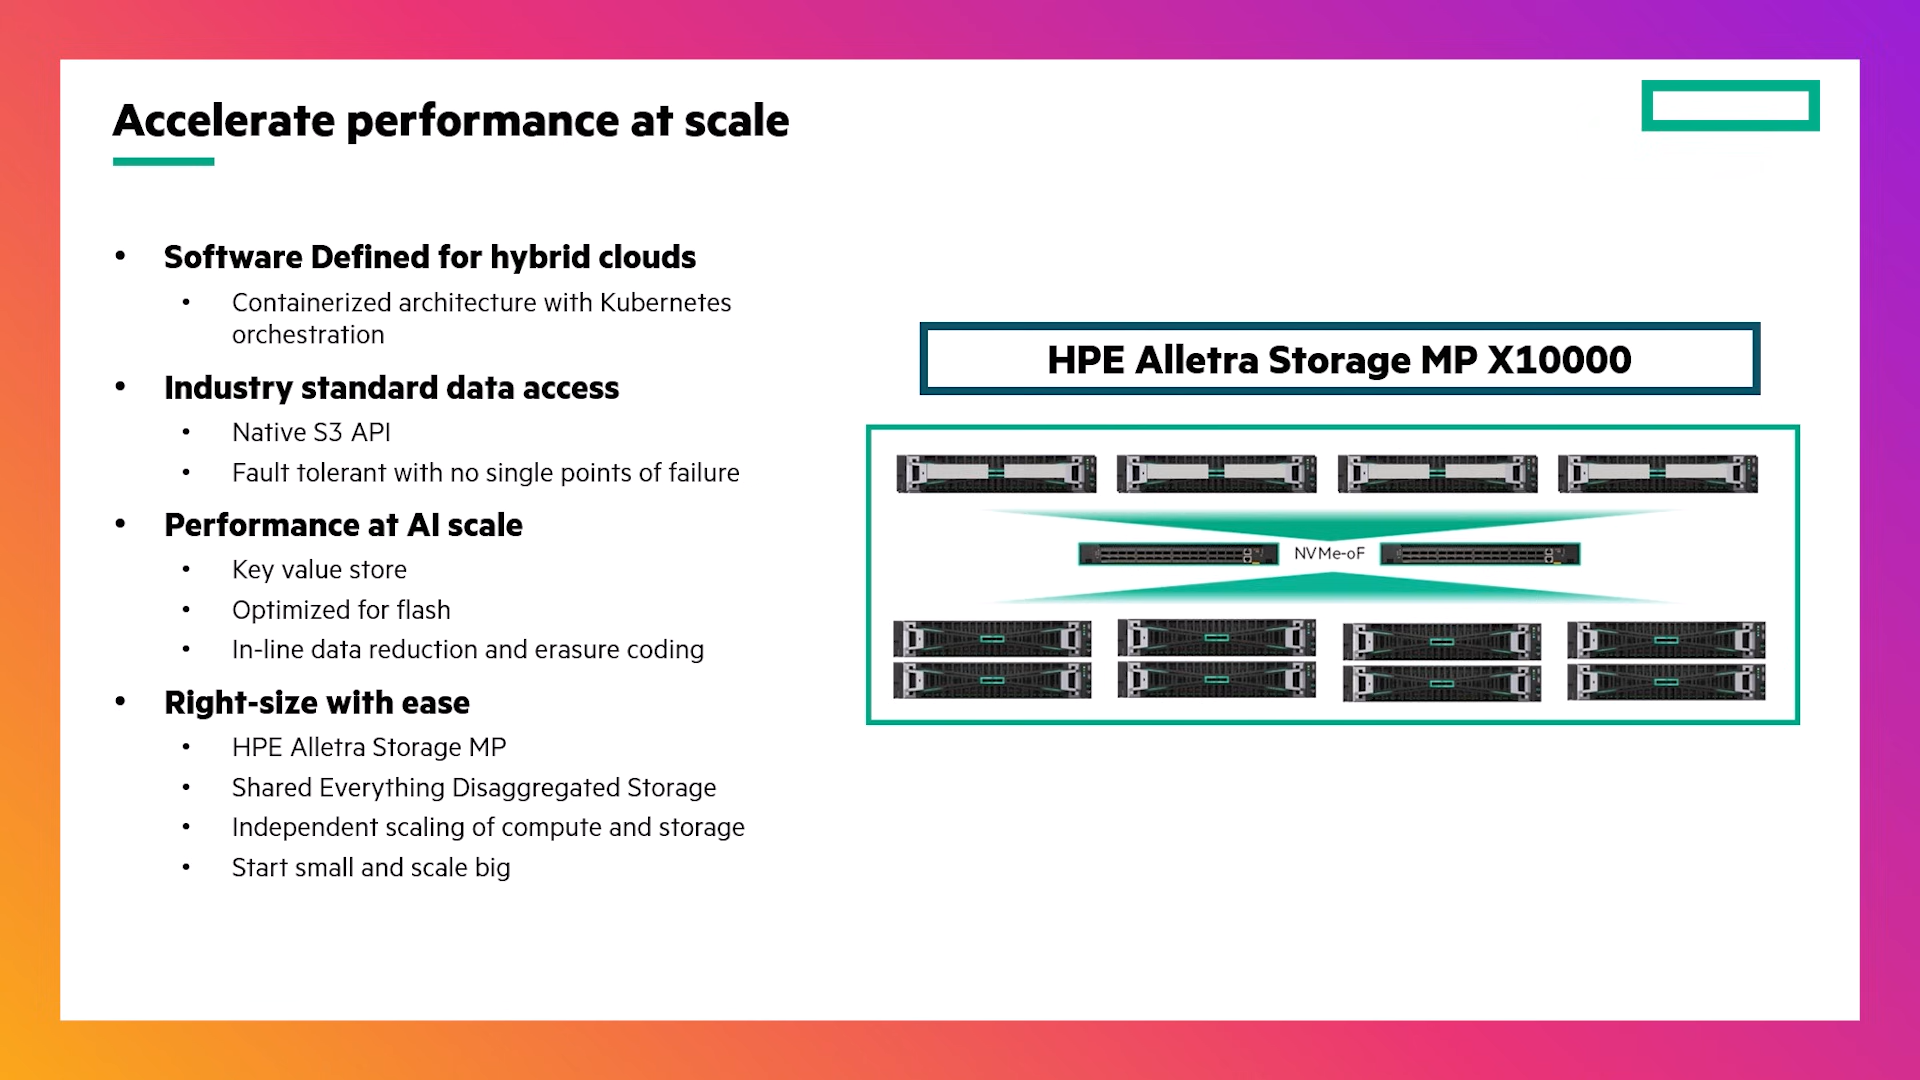 Accelerate performance at scale
• Software Defined for hybrid clouds
• Containerized architecture with Kubernetes
orchestration
• Industry standard data access
• Native S3 API
• Fault tolerant with no single points of failure
• Performance at AI scale
• Key value store
• Optimized for flash
• In-line data reduction and erasure coding
• Right-size with ease
• HPE Alletra Storage MP
• Shared Everything Disaggregated Storage
• Independent scaling of compute and storage
• Start small and scale big
HPE Alletra Storage MP X10000
NVMe-oF